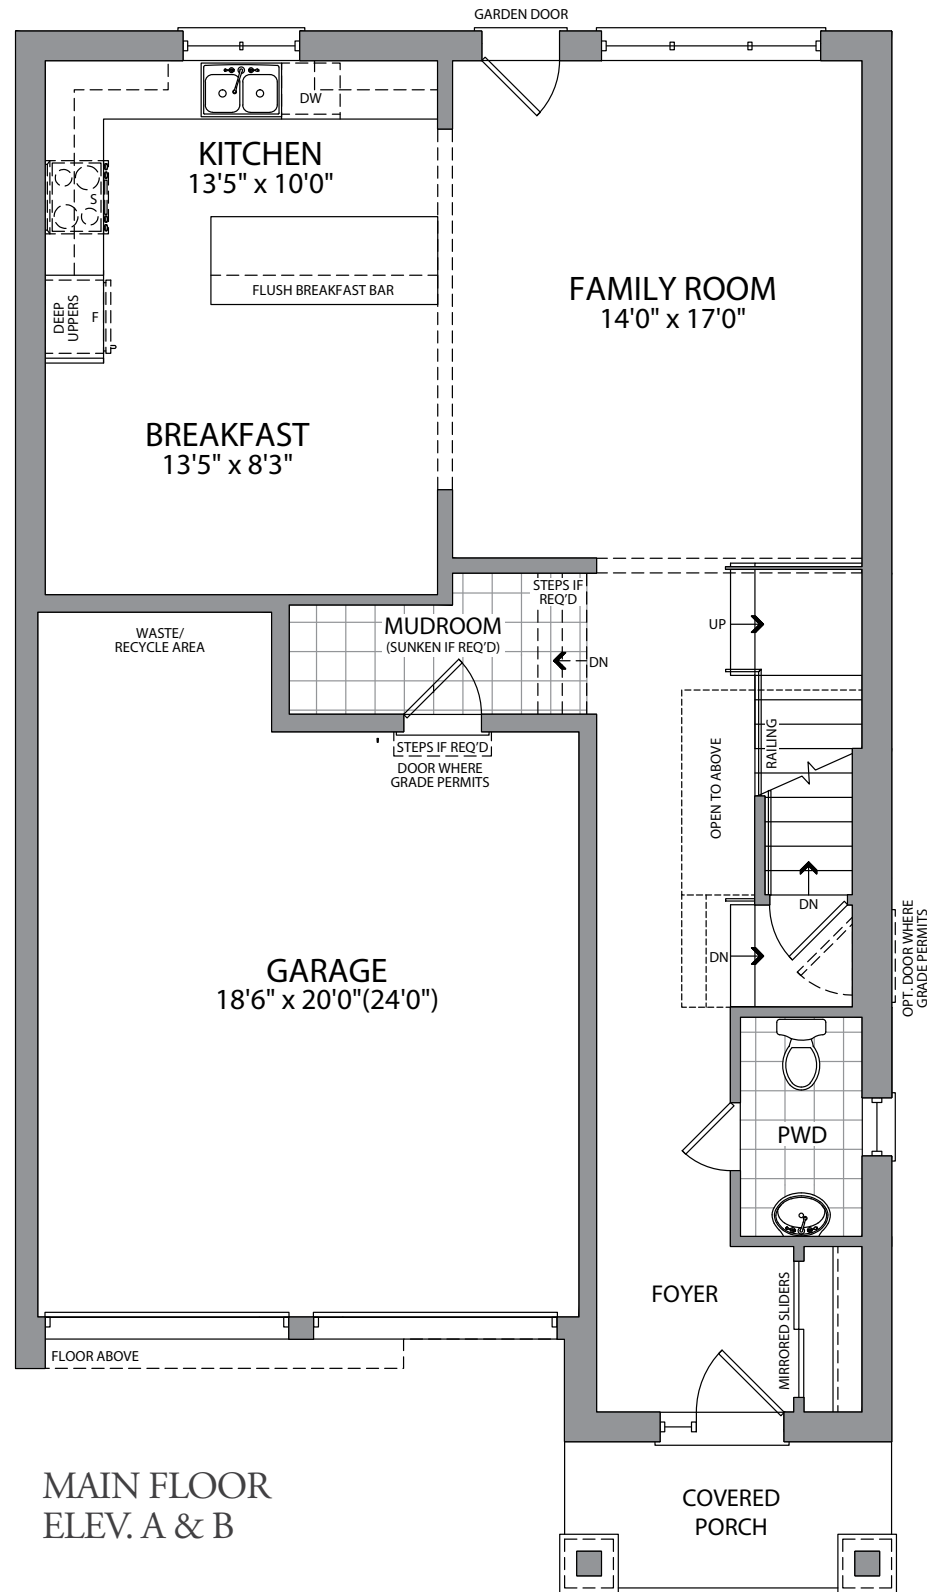 GARDEN DOOR
DW
KITCHEN
13'5" x 10'0"
S
FLUSH BREAKFAST BAR
DEEP
UPPERS
F
FAMILY ROOM
14'0" x 17'0"
BREAKFAST
13'5" x 8'3"
STEPS IF
REQ'D
WASTE/
RECYCLE AREA
MUDROOM
(SUNKEN IF REQ'D)
DN
UP
STEPS IF REQ'D
DOOR WHERE
GRADE PERMITS
OPEN TO ABOVE
RAILING
DN
DN
OPT. DOOR WHERE
GRADE PERMITS
GARAGE
18'6" x 20'0"(24'0")
PWD
FOYER
MIRRORED SLIDERS
FLOOR ABOVE
MAIN FLOOR
ELEV. A & B
COVERED
PORCH